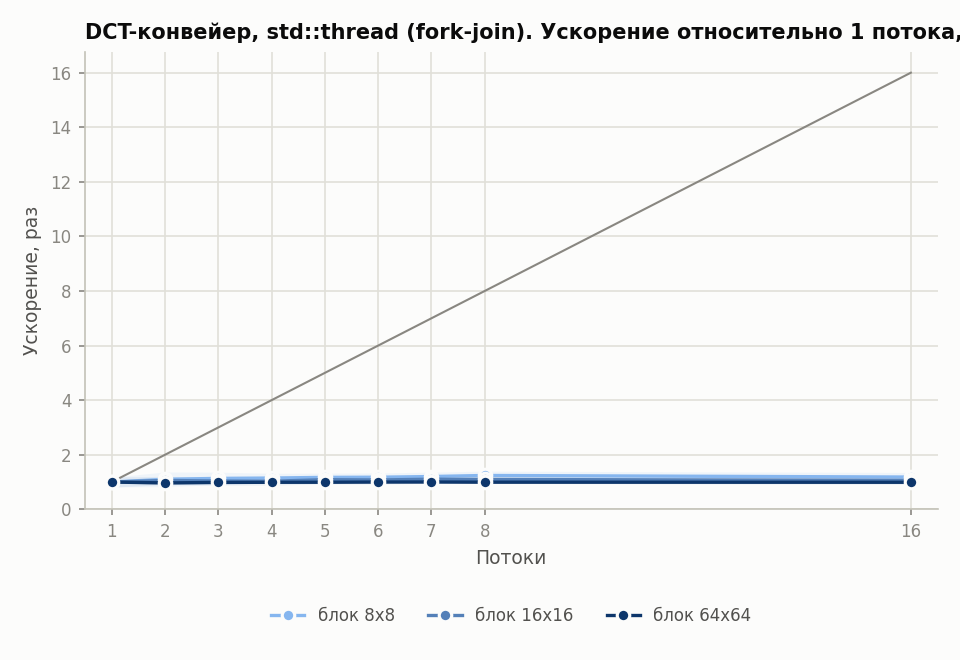 DCT-конвейер, std::thread (fork-join). Ускорение относительно 1 потока,
16
14
12
10
8
6
4
2
0
Ускорение, раз
1 2 3 4 5 6 7 8 16
Потоки
блок 8x8 блок 16x16 блок 64x64